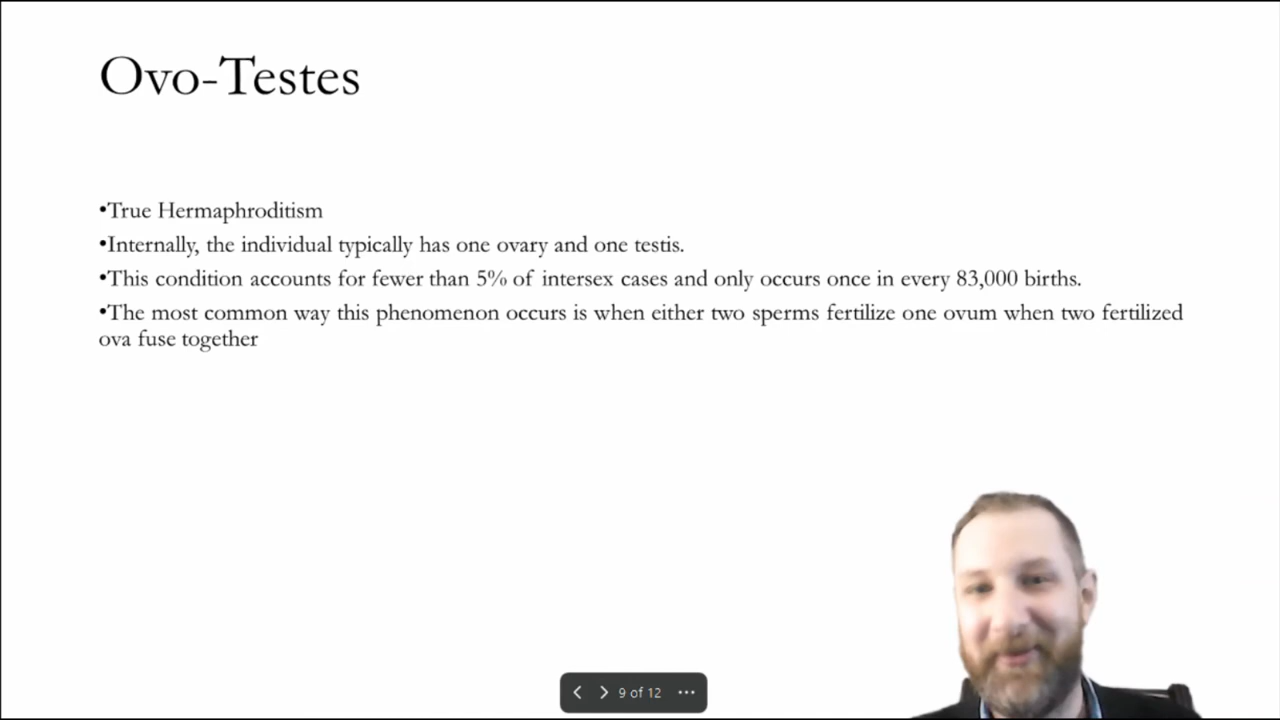 Ovo-Testes
•True Hermaphroditism
•Internally, the individual typically has one ovary and one testis.
•This condition accounts for fewer than 5% of intersex cases and only occurs once in every 83,000 births.
•The most common way this phenomenon occurs is when either two sperms fertilize one ovum when two fertilized
ova fuse together
9 of 12